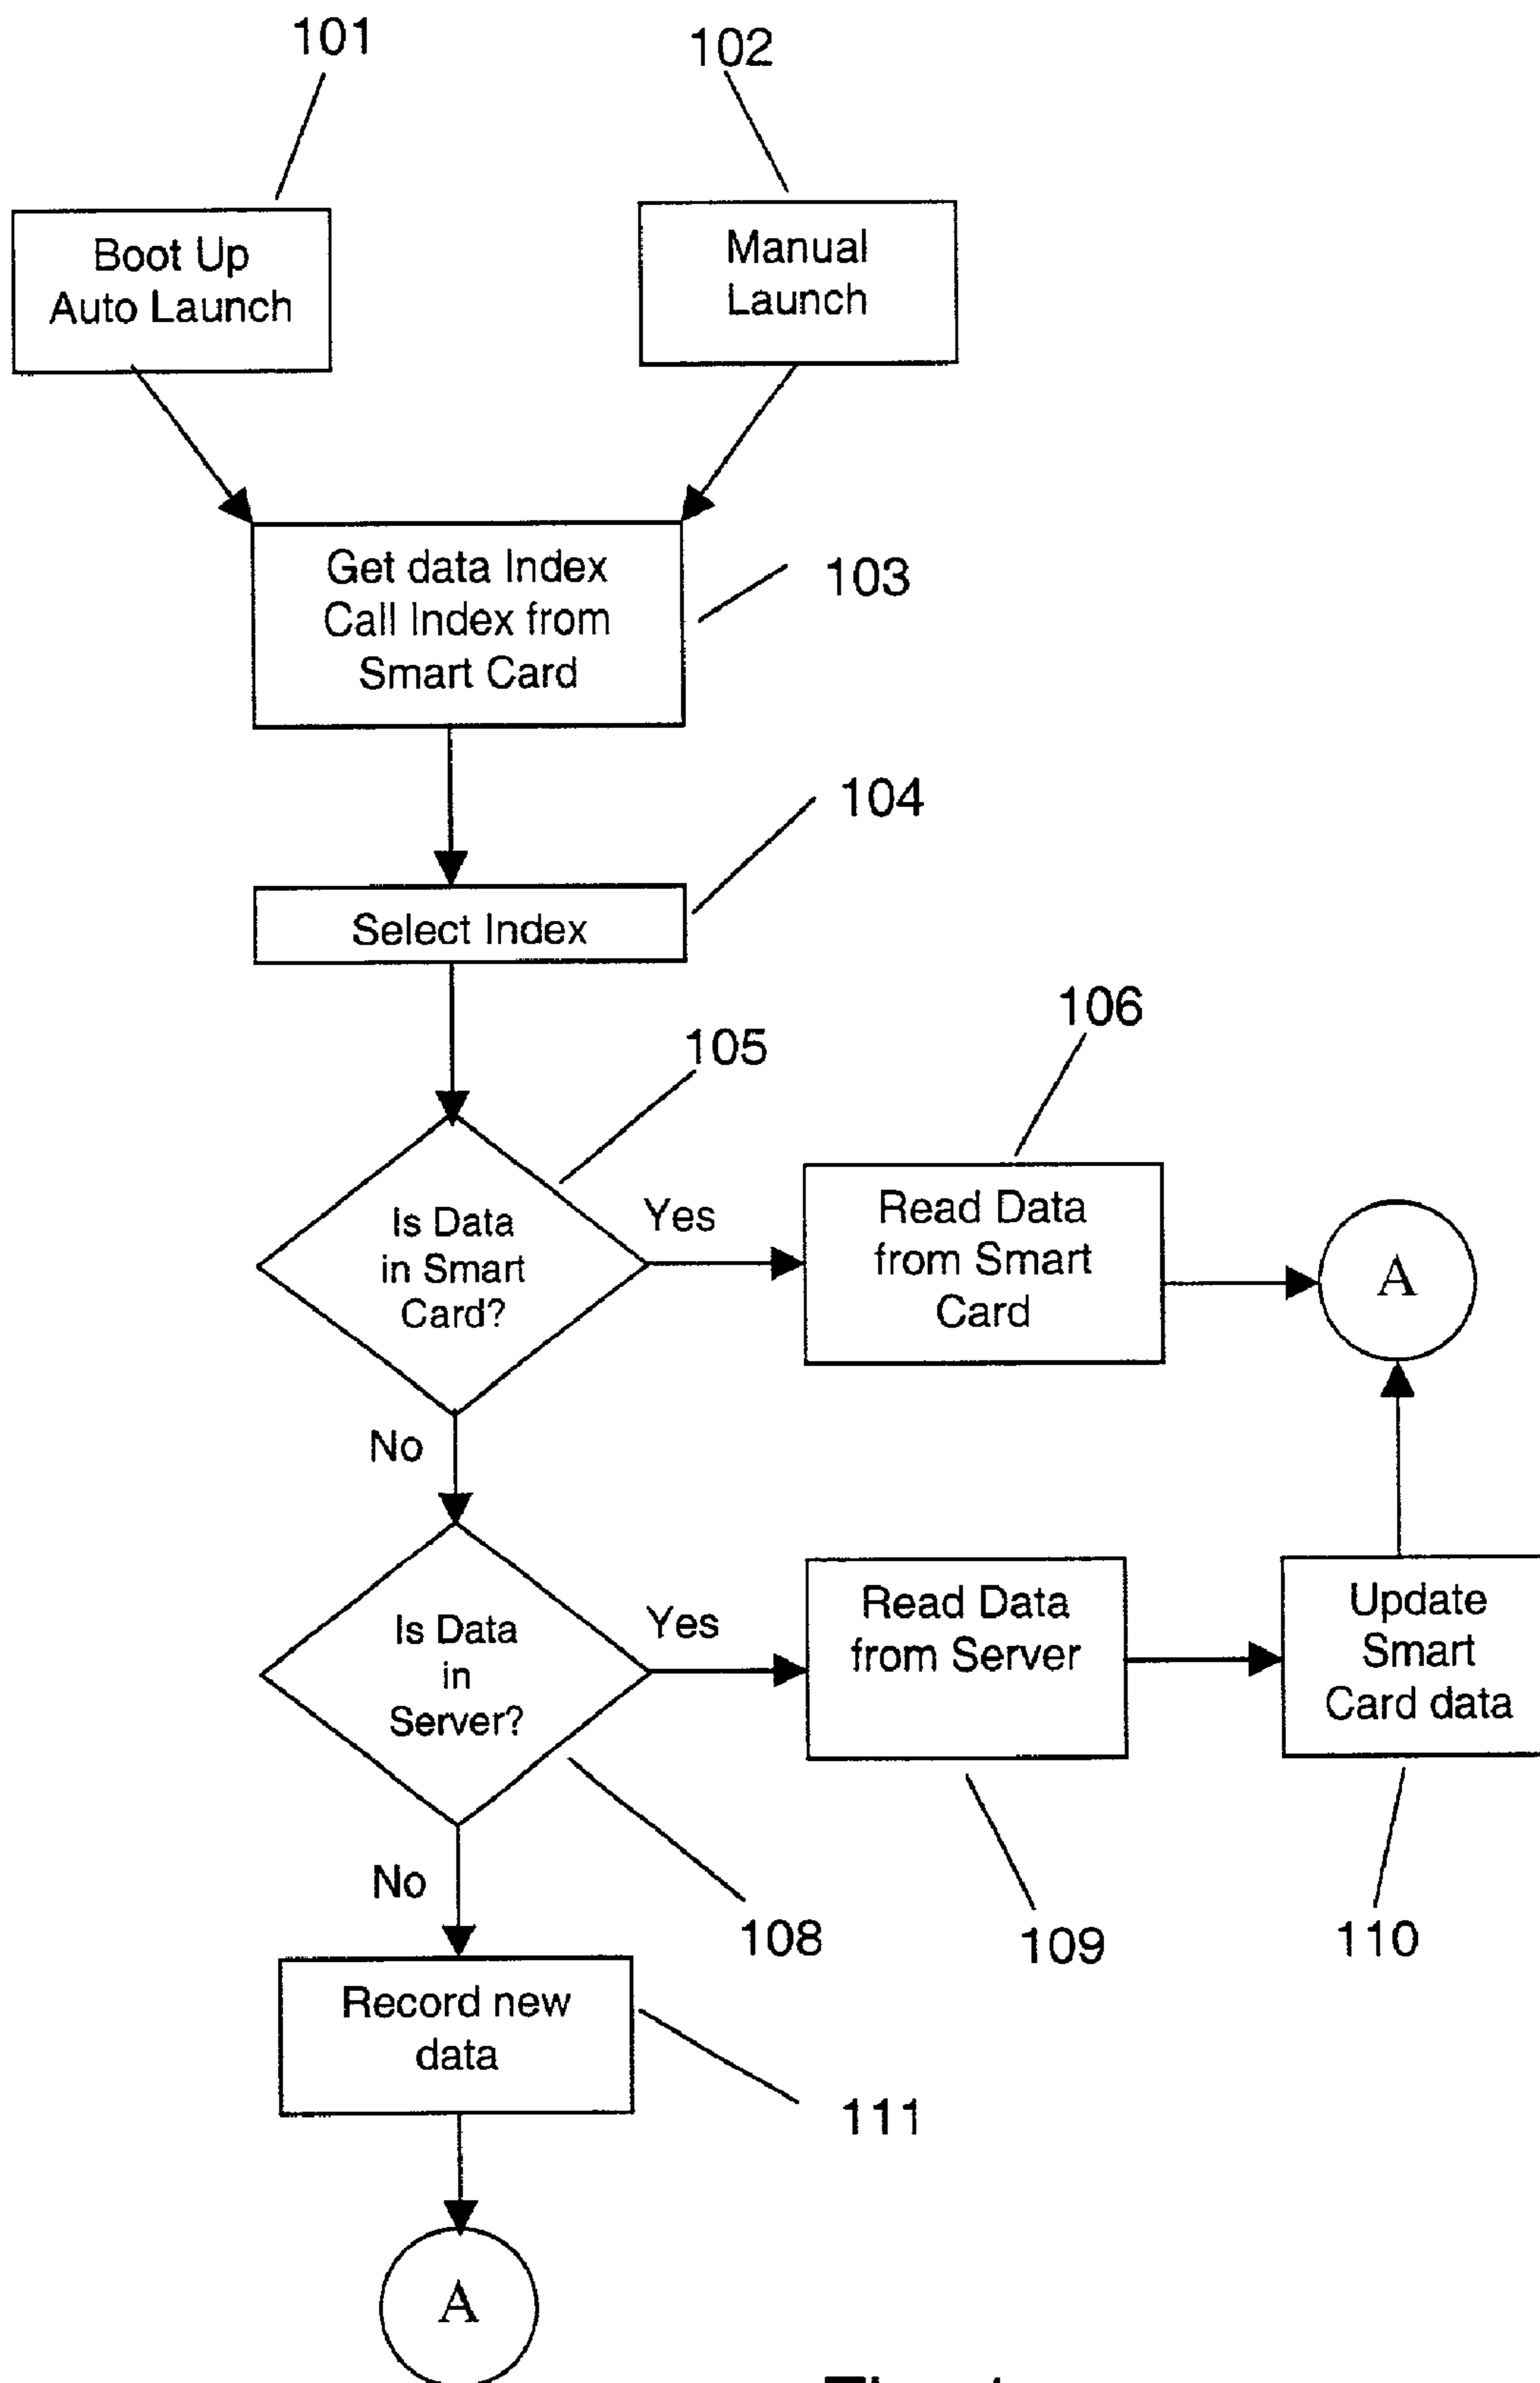 101
102
Boot Up
Auto Launch
Manual
Launch
Get data Index
Call Index from
Smart Card
103
104
Select Index
105
106
Is Data
in Smart
Card?
Yes
Read Data
from Smart
Card
A
No
Is Data
in
Server?
Yes
Read Data
from Server
Update
Smart
Card data
No
108
109
110
Record new
data
111
A